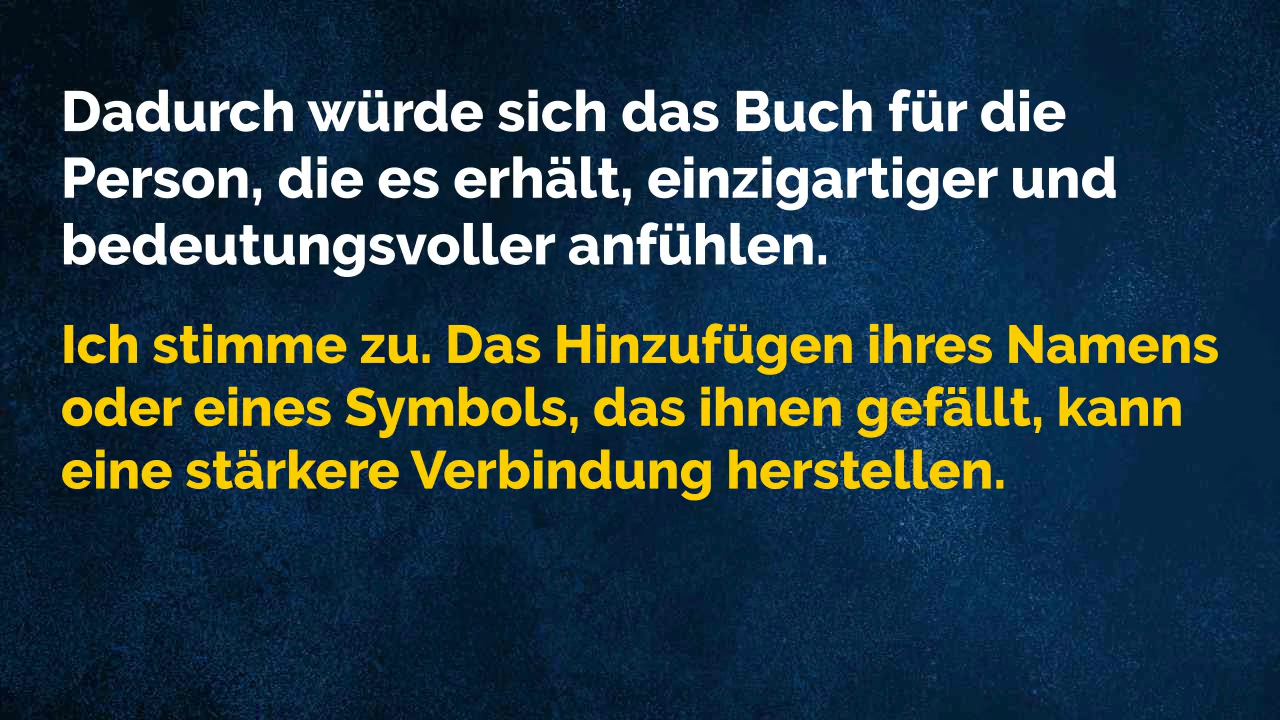 Dadurch würde sich das Buch für die
Person, die es erhält, einzigartiger und
bedeutungsvoller anfühlen.
Ich stimme zu. Das Hinzufügen ihres Namens
oder eines Symbols, das ihnen gefällt, kann
eine stärkere Verbindung herstellen.